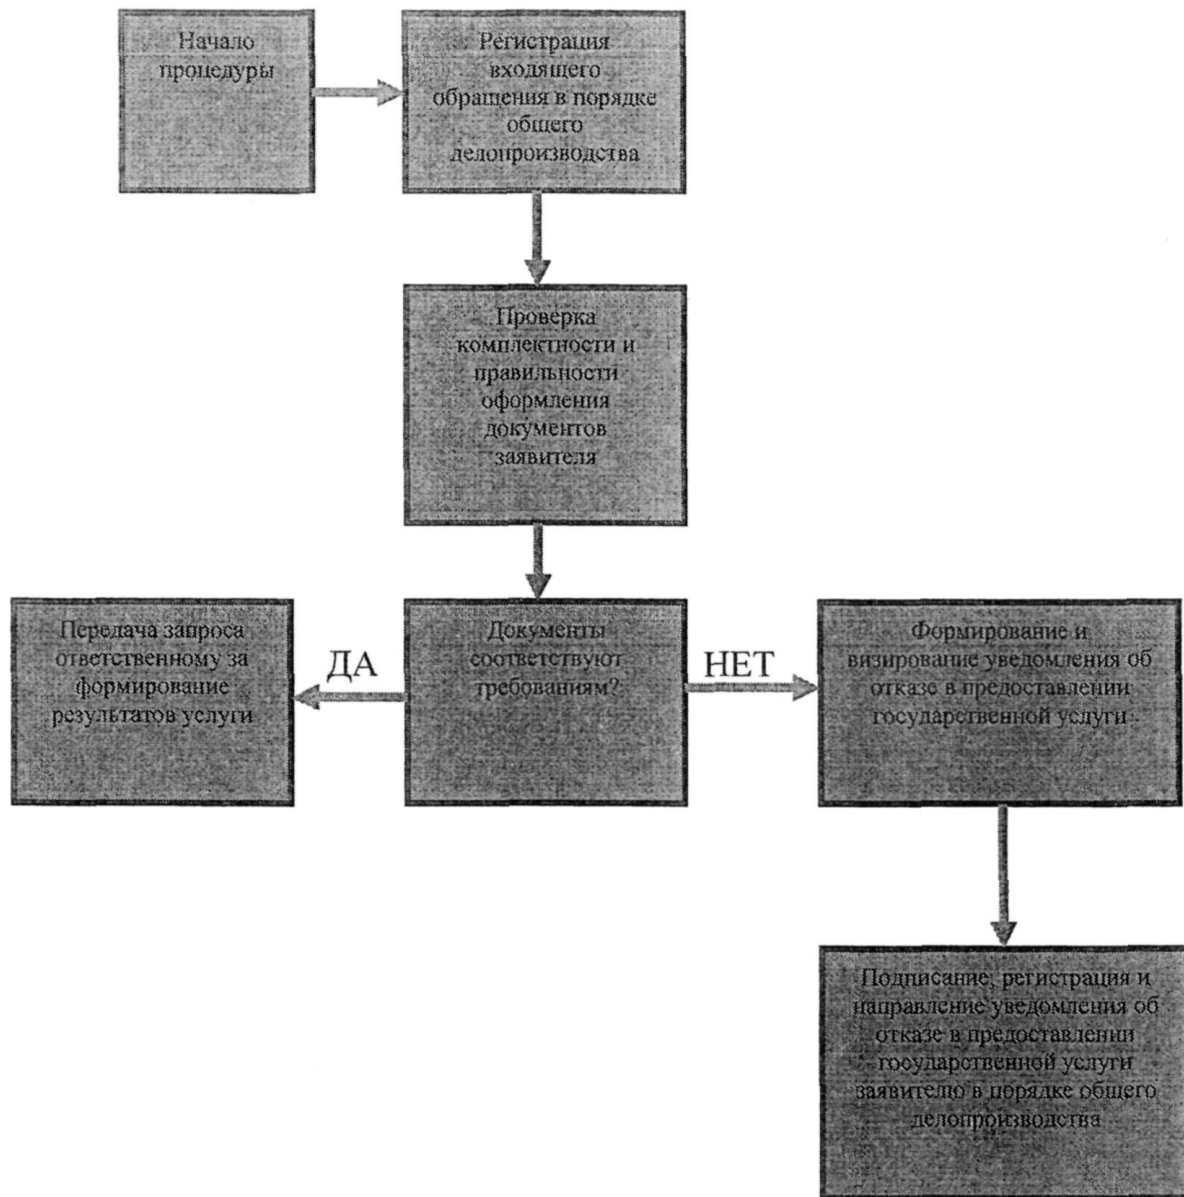 Начало
процедуры
Регистрация
входящего
обращения в порядке
общего
делопроизводства
Проверка
комплектности и
правильности
оформления
документов
заявителя
Документы
соответствуют
требованиям?
ДА
Передача запроса
ответственному за
формирование
результатов услуги
НЕТ
Формирование и
визирование уведомления об
отказе в предоставлении
государственной услуги
Подписание, регистрация и
направление уведомления об
отказе в предоставлении
государственной услуги
заявителю в порядке общего
делопроизводства